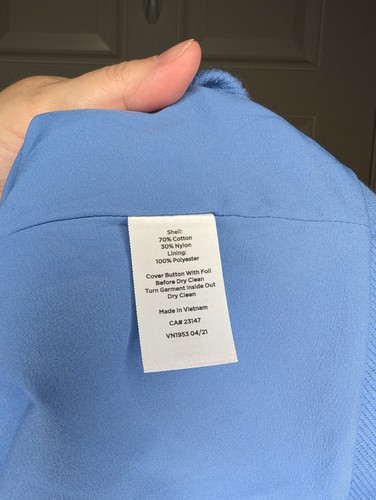 Shell:
70% Cotton
30% Nylon
Lining:
100% Polyester
Cover Button With Foil
Before Dry Clean
Turn Garment Inside Out
Dry Clean
Made In Vietnam
CA# 23147
VN1953 04/21